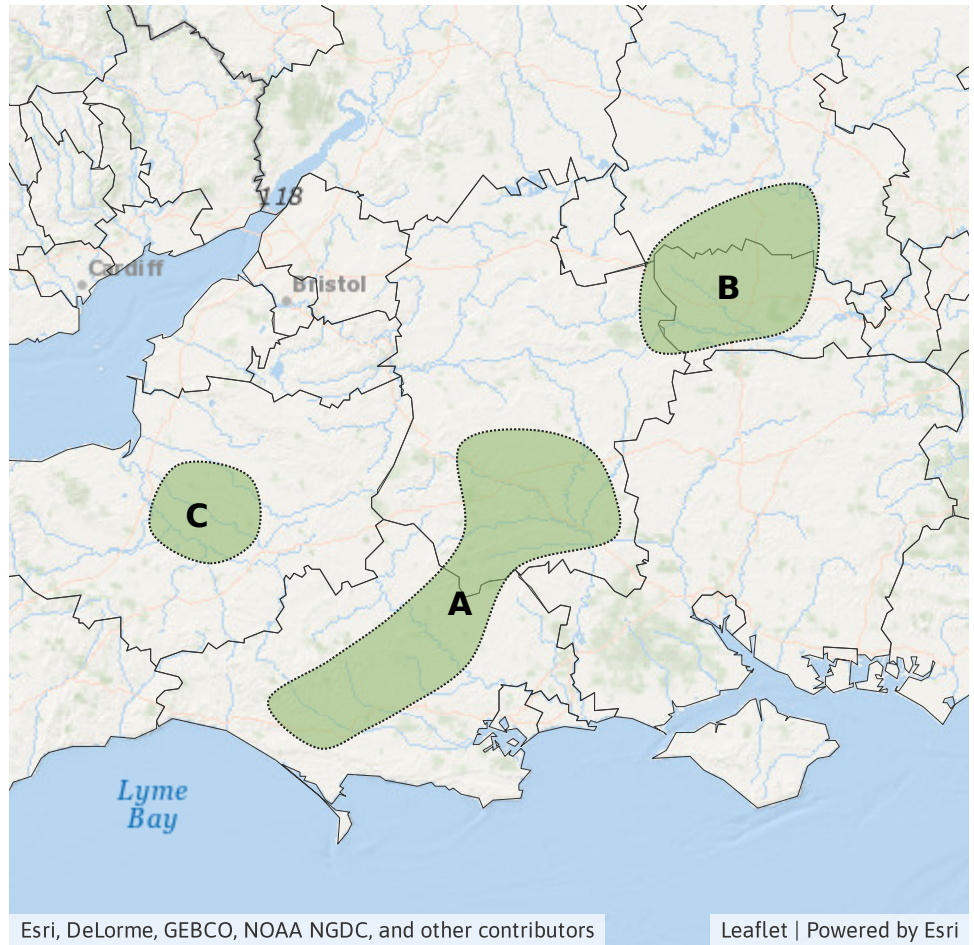 118
Cardiff
Bristol
B
C
A
Lyme
Bay
Esri, DeLorme, GEBCO, NOAA NGDC, and other contributors
Leaflet | Powered by Esri